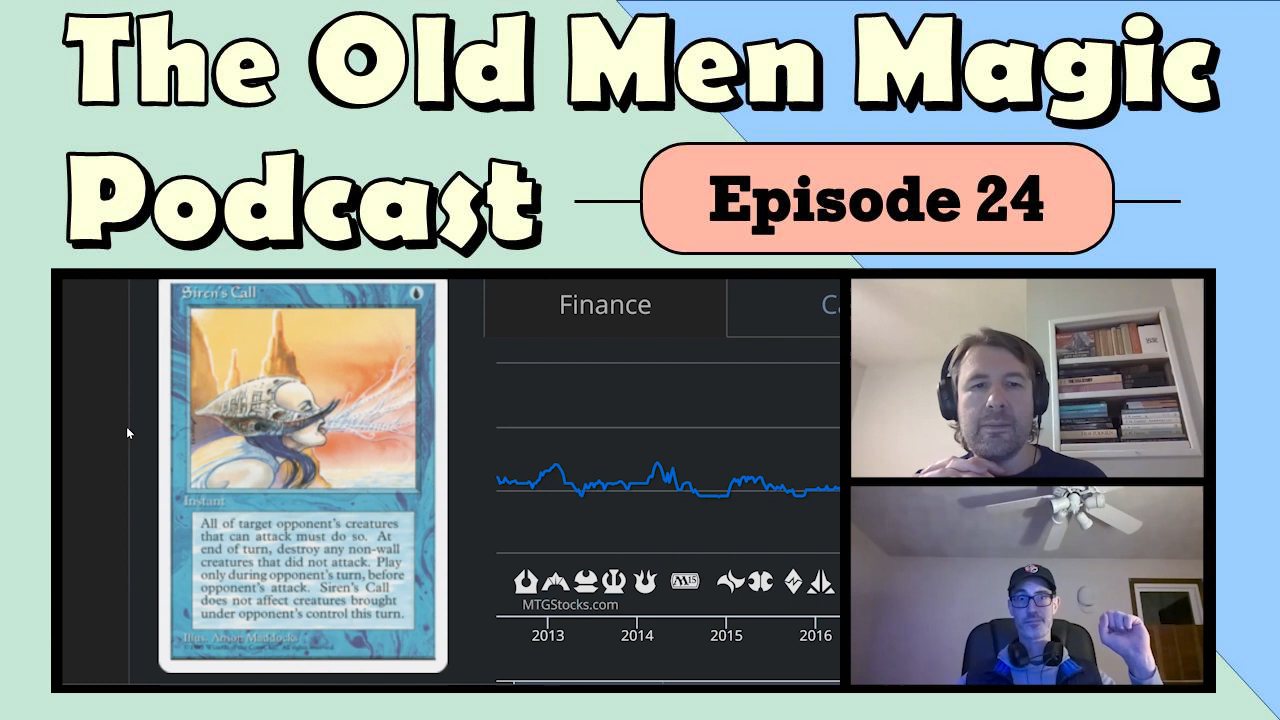 The Old Men Magic
Podcast
Episode 24
Siren's Call
Instant
All of target opponent's creatures
that can attack must do so. At
end of turn, destroy any non-wall
creatures that did not attack. Play
only during opponent's turn, before
opponent's attack. Siren's Call
does not affect creatures brought
under opponent's control this turn.
Illus. Anson Maddocks
Finance
Ca
M15
MTGStocks.com
2013 2014 2015 2016